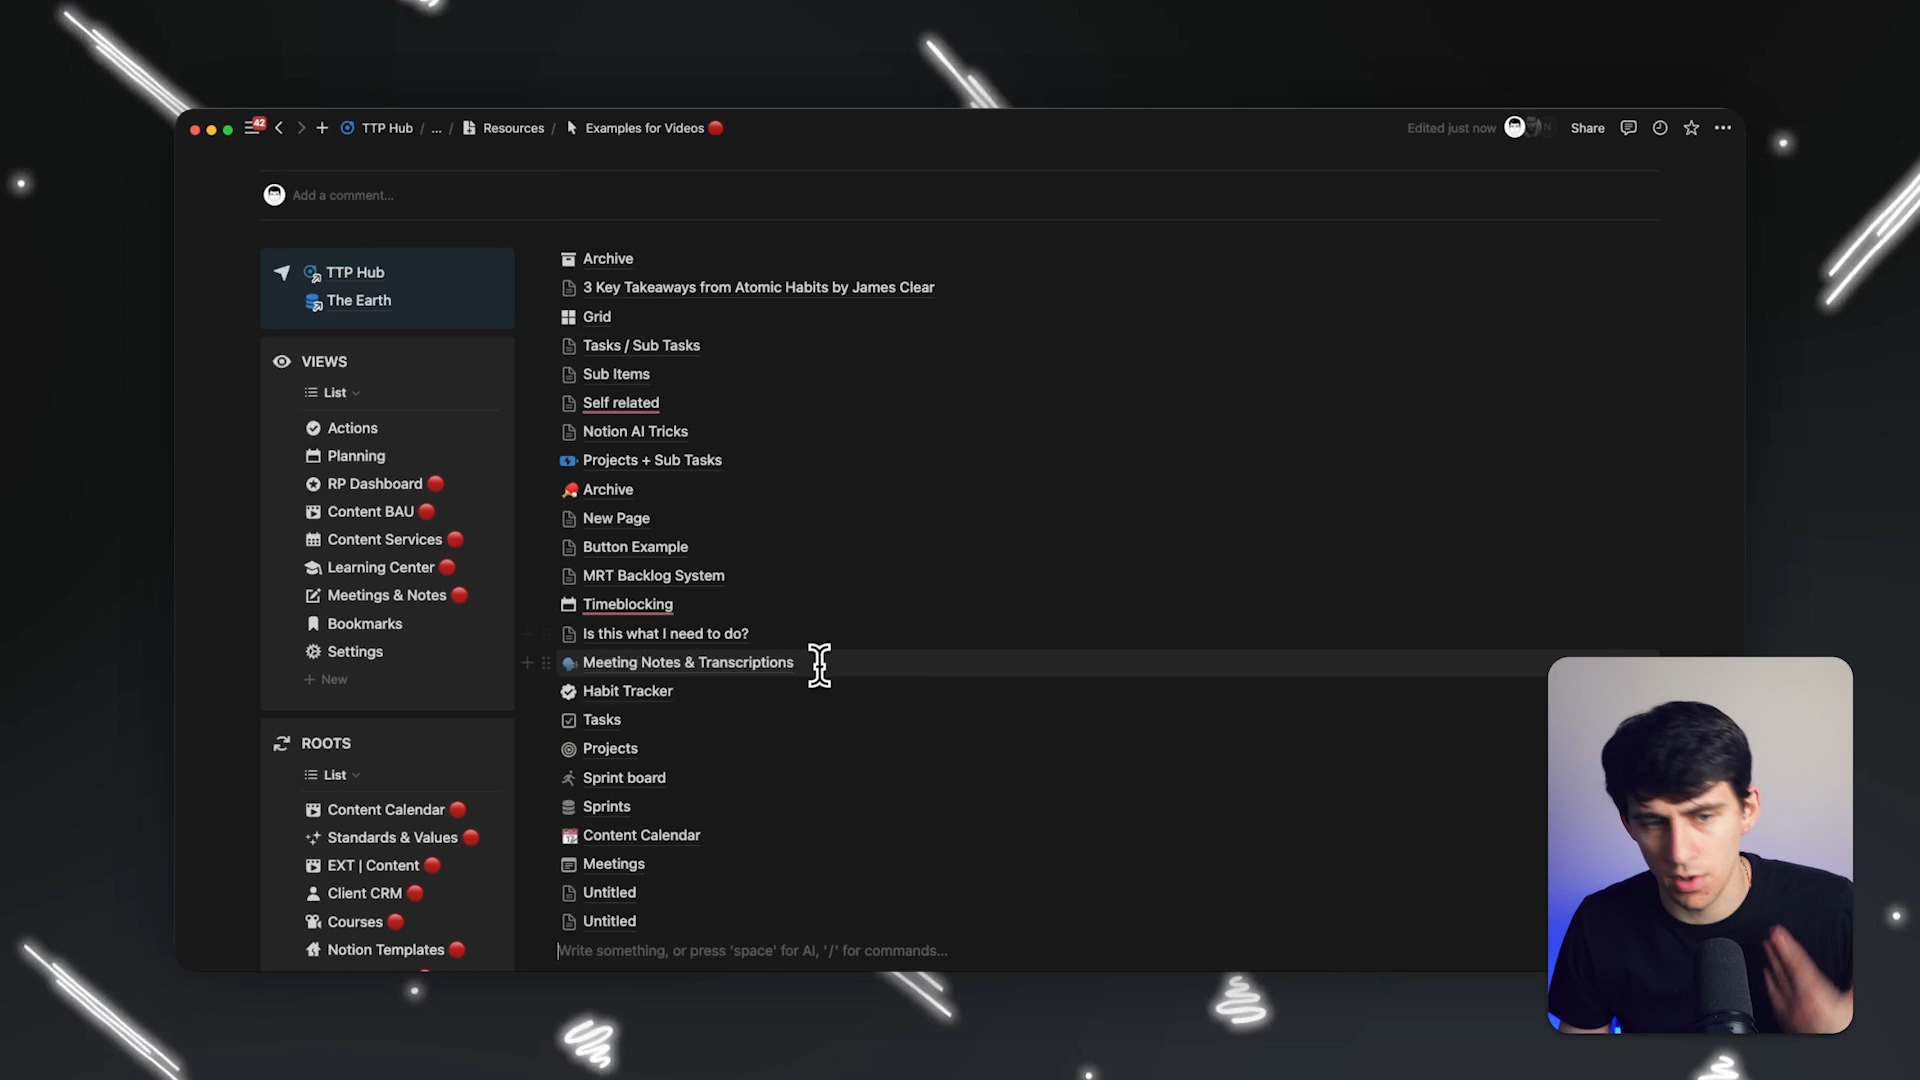 42
TTP Hub / ... / Resources / Examples for Videos
Edited just now
N
Share
Add a comment...
TTP Hub
The Earth
VIEWS
List
Actions
Planning
RP Dashboard
Content BAU
Content Services
Learning Center
Meetings & Notes
Bookmarks
Settings
+ New
ROOTS
List
Content Calendar
Standards & Values
EXT | Content
Client CRM
Courses
Notion Templates
Archive
3 Key Takeaways from Atomic Habits by James Clear
Grid
Tasks / Sub Tasks
Sub Items
Self related
Notion AI Tricks
Projects + Sub Tasks
Archive
New Page
Button Example
MRT Backlog System
Timeblocking
Is this what I need to do?
Meeting Notes & Transcriptions
Habit Tracker
Tasks
Projects
Sprint board
Sprints
17
Content Calendar
Meetings
Untitled
Untitled
Write something, or press 'space' for AI, '/' for commands...